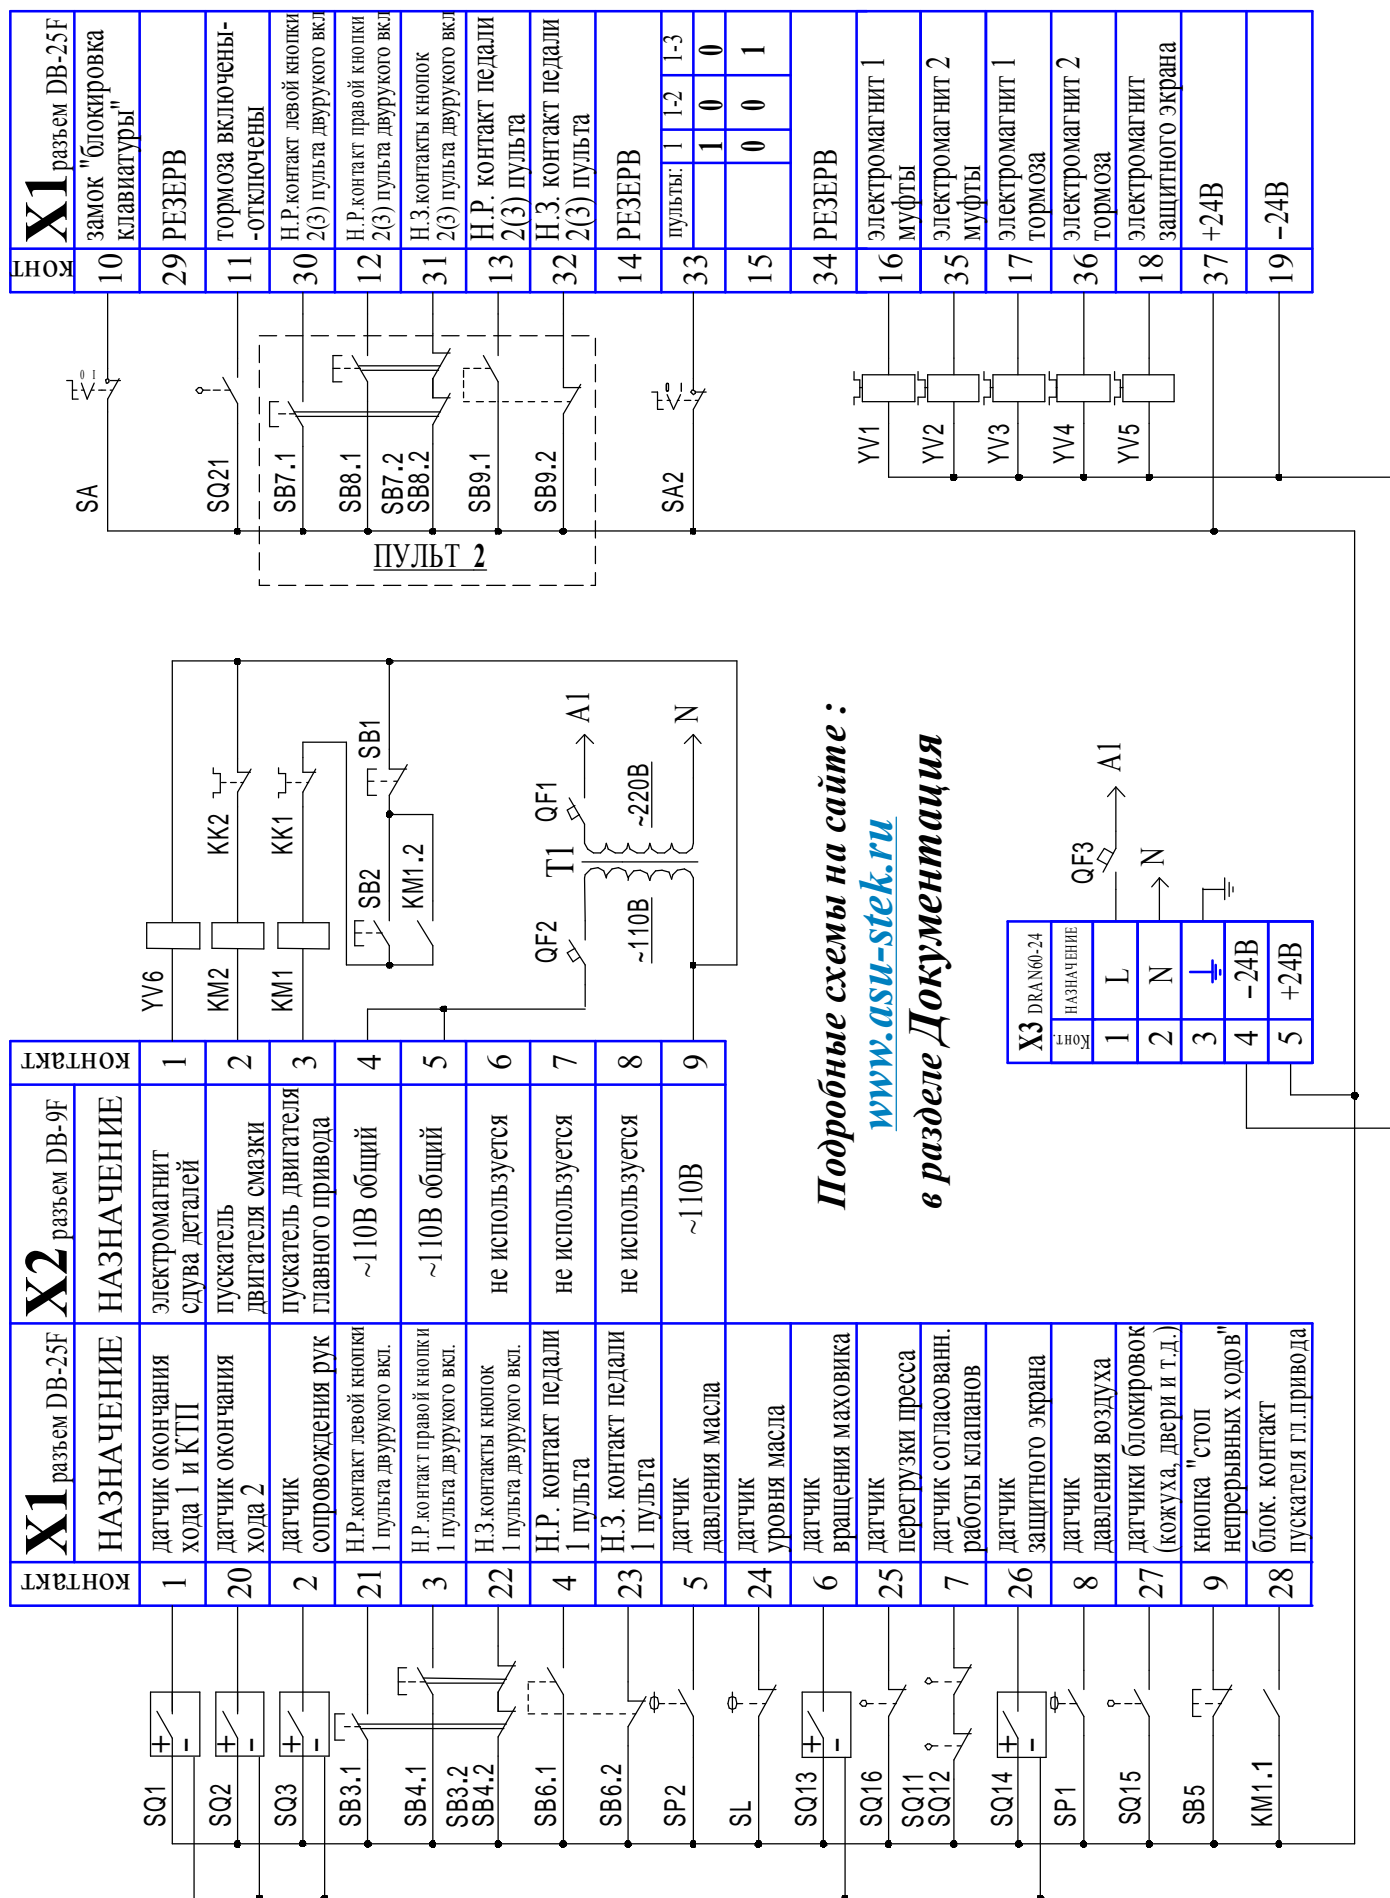 X1 разъем DB-25F
контакт
НАЗНАЧЕНИЕ
SQ1
1
датчик окончания
хода 1 и КТП
SQ2
20
датчик окончания
хода 2
SQ3
2
датчик
сопровождения рук
SB3.1
21
Н.Р.контакт левой кнопки
1 пульта двурукого вкл.
SB4.1
3
Н.Р.контакт правой кнопки
1 пульта двурукого вкл.
SB3.2
SB4.2
22
Н.З.контакты кнопок
1 пульта двурукого вкл.
SB6.1
4
Н.Р. контакт педали
1 пульта
SB6.2
23
Н.З. контакт педали
1 пульта
SP2
5
датчик
давления масла
SL
24
датчик
уровня масла
SQ13
6
датчик
вращения маховика
SQ16
25
датчик
перегрузки пресса
SQ11
SQ12
7
датчик согласованн.
работы клапанов
SQ14
26
датчик
защитного экрана
SP1
8
датчик
давления воздуха
SQ15
27
датчики блокировок
(кожуха, двери и т.д.)
SB5
9
кнопка "стоп
непрерывных ходов"
KM1.1
28
блок. контакт
пускателя гл.привода
+
-
+
-
+
-
+
-
+
-
X2 разъем DB-9F
НАЗНАЧЕНИЕ
контакт
электромагнит
сдува деталей
1
YV6
пускатель
двигателя смазки
2
KM2
KK2
пускатель двигателя
главного привода
3
KM1
KK1
~110В общий
4
~110В общий
5
не используется
6
не используется
7
не используется
8
~110В
9
SB2
SB1
KM1.2
QF2
T1
QF1
A1
~110В
~220В
N
Подробные схемы на сайте :
www.asu-stek.ru
в разделе Документация
X3 DRAN60-24
Конт.
НАЗНАЧЕНИЕ
1
L
QF3
A1
2
N
N
3
4
-24В
5
+24В
X1 разъем DB-25F
конт
SA
1
0
10
замок "блокировка
клавиатуры"
29
РЕЗЕРВ
SQ21
11
тормоза включены-
-отключены
SB7.1
30
Н.Р.контакт левой кнопки
2(3) пульта двурукого вкл
SB8.1
12
Н.Р.контакт правой кнопки
2(3) пульта двурукого вкл
SB7.2
SB8.2
31
Н.З.контакты кнопок
2(3) пульта двурукого вкл
SB9.1
13
Н.Р. контакт педали
2(3) пульта
SB9.2
32
Н.З. контакт педали
2(3) пульта
ПУЛЬТ 2
14
РЕЗЕРВ
SA2
пульты:
1
1-2
1-3
33
1
0
0
15
0
0
1
34
РЕЗЕРВ
YV1
16
электромагнит 1
муфты
YV2
35
электромагнит 2
муфты
YV3
17
электромагнит 1
тормоза
YV4
36
электромагнит 2
тормоза
YV5
18
электромагнит
защитного экрана
37
+24В
19
-24В